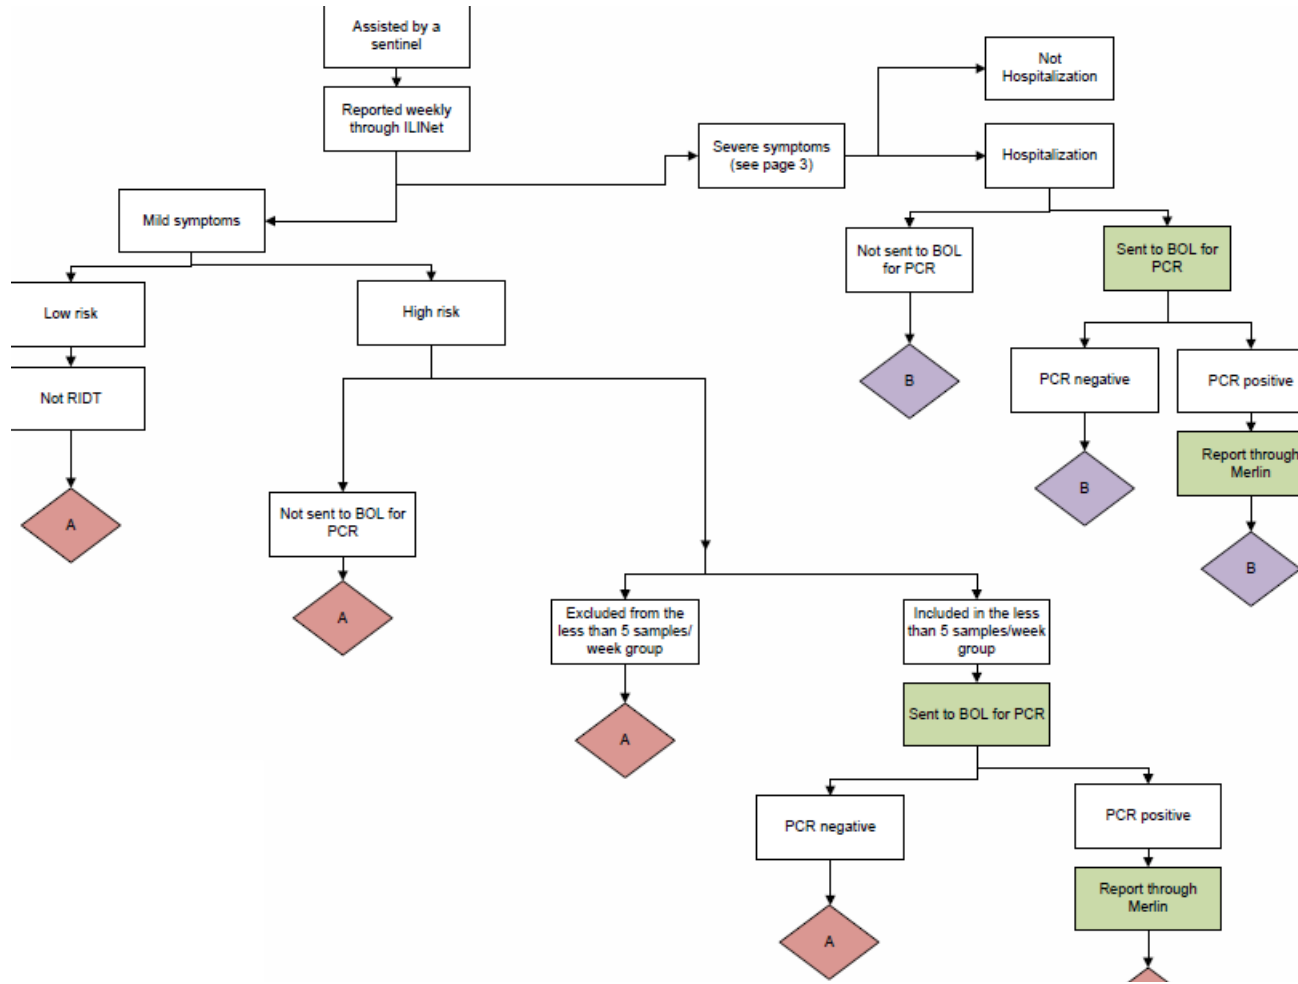 Assisted by a
sentinel
Reported weekly
through ILINet
Not
Hospitalization
Severe symptoms
(see page 3)
Hospitalization
Mild symptoms
Not sent to BOL
for PCR
Sent to BOL for
PCR
Low risk
High risk
B
PCR negative
PCR positive
Not RIDT
Report through
Merlin
B
A
Not sent to BOL for
PCR
B
A
Excluded from the
less than 5 samples/
week group
Included in the less
than 5 samples/week
group
Sent to BOL for PCR
A
PCR negative
PCR positive
Report through
Merlin
A